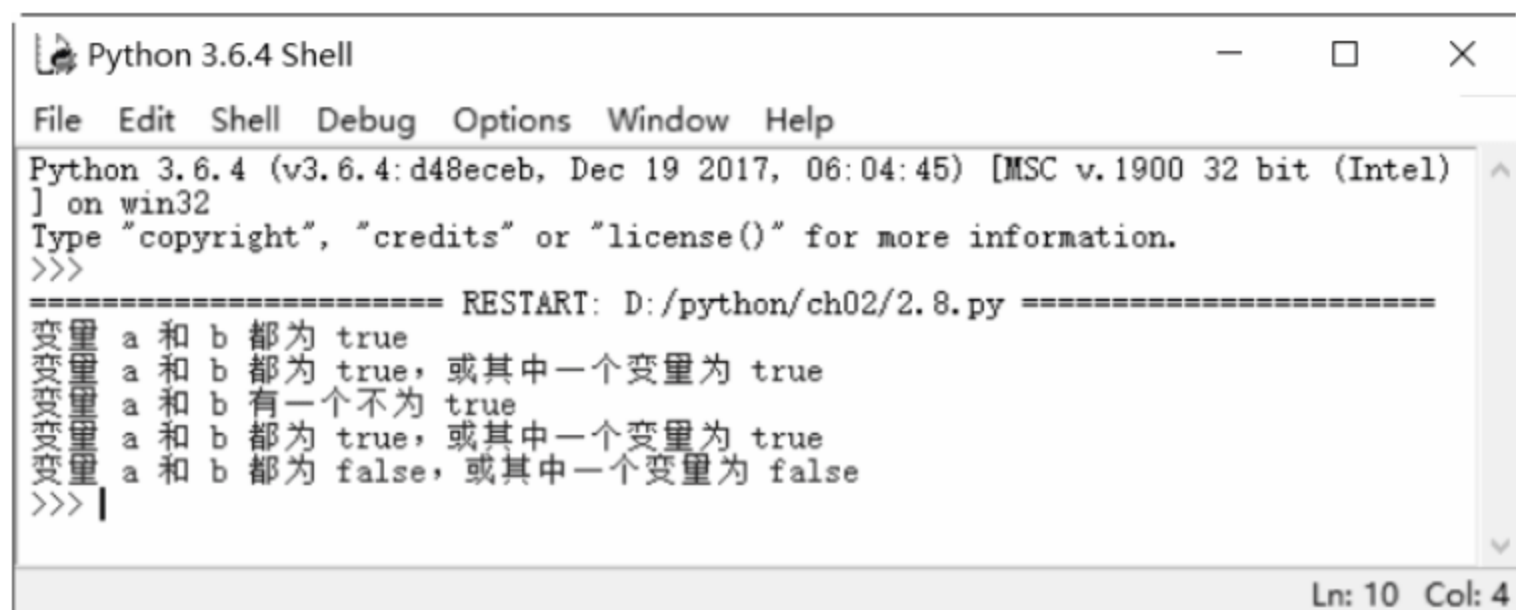 Python 3.6.4 Shell
File Edit Shell Debug Options Window Help
Python 3.6.4 (v3.6.4:d48eceb, Dec 19 2017, 06:04:45) [MSC v.1900 32 bit (Intel)
] on win32
Type "copyright", "credits" or "license()" for more information.
>>>
======================= RESTART: D:/python/ch02/2.8.py =======================
变量 a 和 b 都为 true
变量 a 和 b 都为 true，或其中一个变量为 true
变量 a 和 b 有一个不为 true
变量 a 和 b 都为 true，或其中一个变量为 true
变量 a 和 b 都为 false，或其中一个变量为 false
>>>
Ln: 10 Col: 4